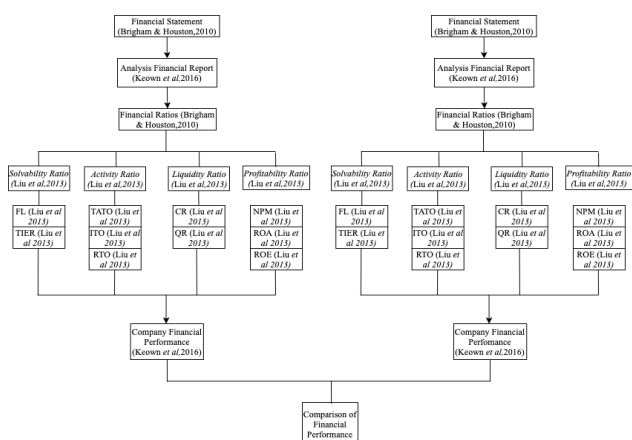 Financial Statement
(Brigham & Houston,2010)
Analysis Financial Report
(Keown et al,2016)
Financial Ratios (Brigham
& Houston,2010)
Solvability Ratio
(Liu et al,2013)
Activity Ratio
(Liu et al,2013)
Liquidity Ratio
(Liu et al,2013)
Profitability Ratio
(Liu et al,2013)
FL (Liu et al
2013)
TIER (Liu et
al 2013)
TATO (Liu et
al 2013)
ITO (Liu et
al 2013)
RTO (Liu et
al 2013)
CR (Liu et al
2013)
QR (Liu et
al 2013)
NPM (Liu et
al 2013)
ROA (Liu et
al 2013)
ROE (Liu et
al 2013)
Company Financial
Performance
(Keown et al,2016)
Financial Statement
(Brigham & Houston,2010)
Analysis Financial Report
(Keown et al,2016)
Financial Ratios (Brigham
& Houston,2010)
Solvability Ratio
(Liu et al,2013)
Activity Ratio
(Liu et al,2013)
Liquidity Ratio
(Liu et al,2013)
Profitability Ratio
(Liu et al,2013)
FL (Liu et al
2013)
TIER (Liu et
al 2013)
TATO (Liu et
al 2013)
ITO (Liu et
al 2013)
RTO (Liu et
al 2013)
CR (Liu et al
2013)
QR (Liu et
al 2013)
NPM (Liu et
al 2013)
ROA (Liu et
al 2013)
ROE (Liu et
al 2013)
Company Financial
Perfomance
(Keown et al,2016)
Comparison of
Financial
Performance